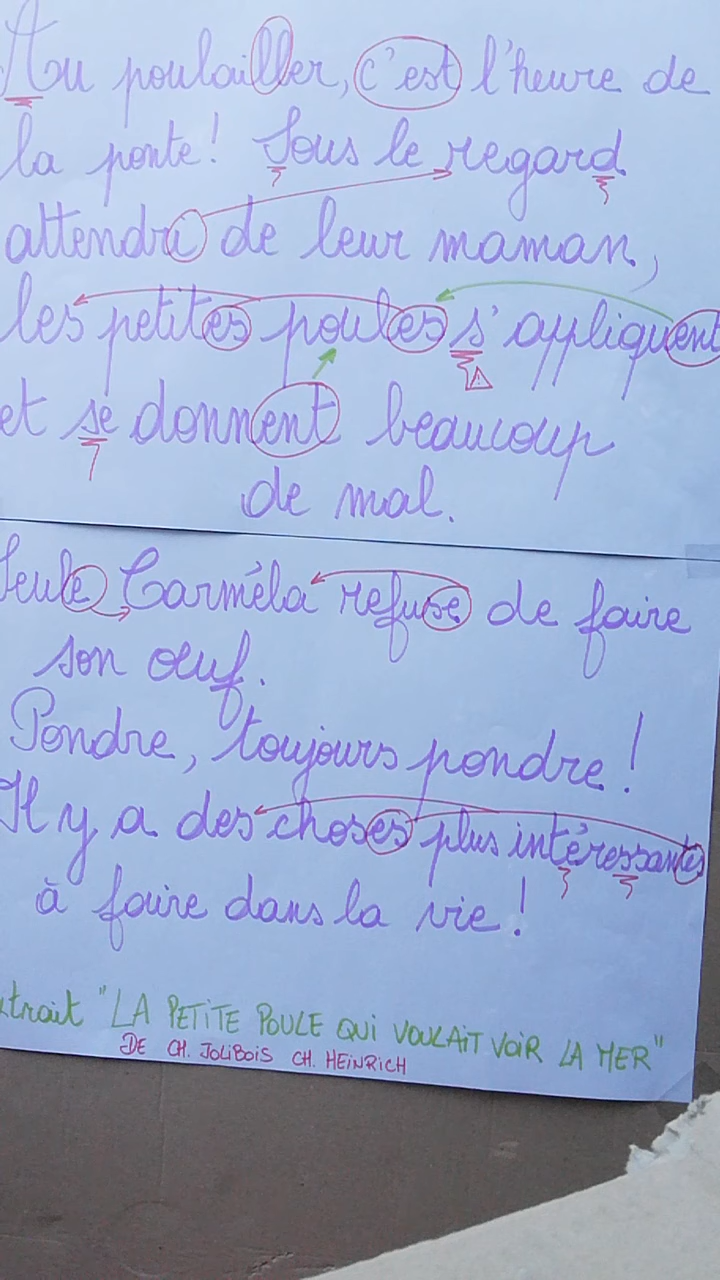 Au poulailler, c'est l'heure de
la ponte! Sous le regard
attendri de leur maman,
les petites poules s'appliquent
et se donnent beaucoup
de mal.
Seule Carméla refuse de faire
son œuf.
Pondre, toujours pondre!
Il y a des choses plus intéressantes
à faire dans la vie!
xtrait "LA PETITE POULE QUI VOULAIT VOIR LA MER"
DE CH. JOLIBOIS CH. HEINRICH